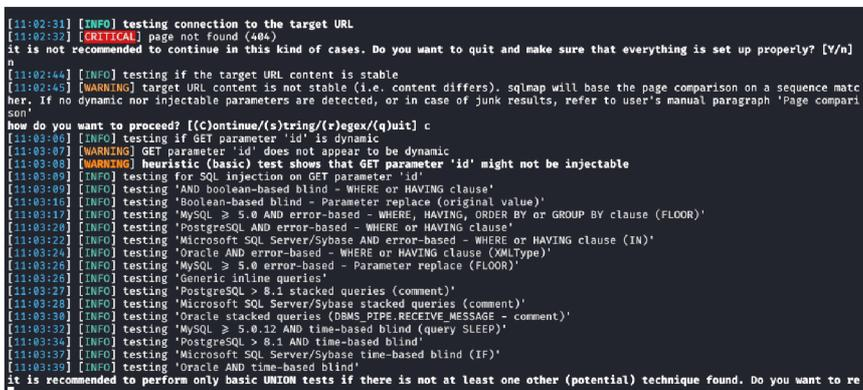 [11:02:31] [INFO] testing connection to the target URL
[11:02:32] [CRITICAL] page not found (404)
it is not recommended to continue in this kind of cases. Do you want to quit and make sure that everything is set up properly? [Y/n]
n
[11:02:44] [INFO] testing if the target URL content is stable
[11:02:45] [WARNING] target URL content is not stable (i.e. content differs). sqlmap will base the page comparison on a sequence matc
her. If no dynamic nor injectable parameters are detected, or in case of junk results, refer to user's manual paragraph 'Page compari
son'
how do you want to proceed? [(C)ontinue/(s)tring/(r)egex/(q)uit] c
[11:03:06] [INFO] testing if GET parameter 'id' is dynamic
[11:03:07] [WARNING] GET parameter 'id' does not appear to be dynamic
[11:03:08] [WARNING] heuristic (basic) test shows that GET parameter 'id' might not be injectable
[11:03:09] [INFO] testing for SQL injection on GET parameter 'id'
[11:03:09] [INFO] testing 'AND boolean-based blind - WHERE or HAVING clause'
[11:03:16] [INFO] testing 'Boolean-based blind - Parameter replace (original value)'
[11:03:17] [INFO] testing 'MySQL ≥ 5.0 AND error-based - WHERE, HAVING, ORDER BY or GROUP BY clause (FLOOR)'
[11:03:20] [INFO] testing 'PostgreSQL AND error-based - WHERE or HAVING clause'
[11:03:22] [INFO] testing 'Microsoft SQL Server/Sybase AND error-based - WHERE or HAVING clause (IN)'
[11:03:24] [INFO] testing 'Oracle AND error-based - WHERE or HAVING clause (XMLType)'
[11:03:26] [INFO] testing 'MySQL ≥ 5.0 error-based - Parameter replace (FLOOR)'
[11:03:26] [INFO] testing 'Generic inline queries'
[11:03:27] [INFO] testing 'PostgreSQL > 8.1 stacked queries (comment)'
[11:03:28] [INFO] testing 'Microsoft SQL Server/Sybase stacked queries (comment)'
[11:03:30] [INFO] testing 'Oracle stacked queries (DBMS_PIPE.RECEIVE_MESSAGE - comment)'
[11:03:32] [INFO] testing 'MySQL ≥ 5.0.12 AND time-based blind (query SLEEP)'
[11:03:34] [INFO] testing 'PostgreSQL > 8.1 AND time-based blind'
[11:03:37] [INFO] testing 'Microsoft SQL Server/Sybase time-based blind (IF)'
[11:03:39] [INFO] testing 'Oracle AND time-based blind'
it is recommended to perform only basic UNION tests if there is not at least one other (potential) technique found. Do you want to re